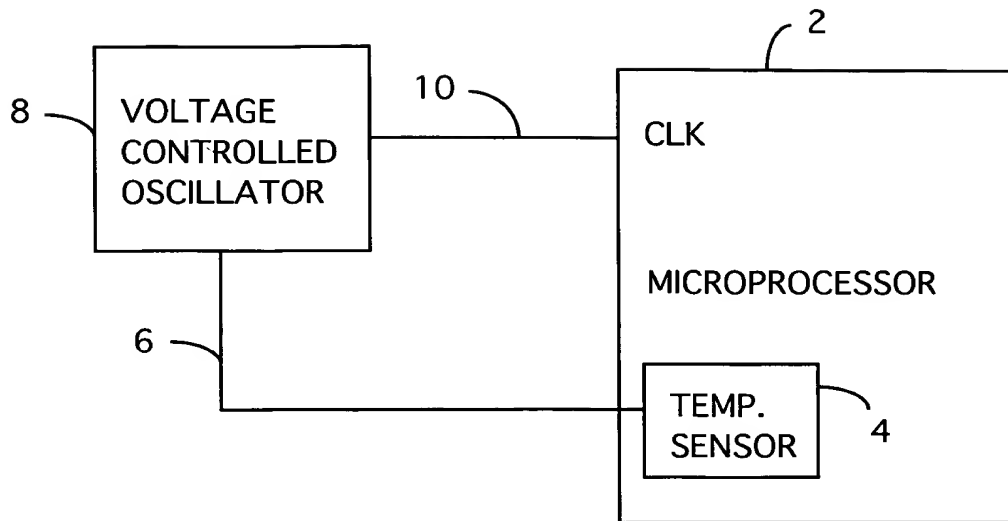 2
10
8
VOLTAGE
CONTROLLED
OSCILLATOR
CLK
MICROPROCESSOR
6
TEMP.
SENSOR
4